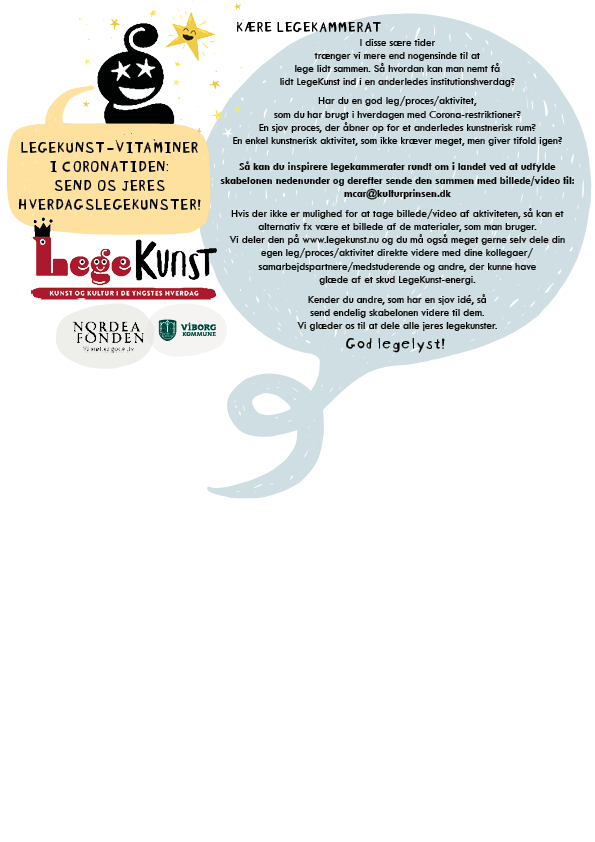 KÆRE LEGEKAMMERAT
I disse sære tider
trænger vi mere end nogensinde til at
lege lidt sammen. Så hvordan kan man nemt få
lidt LegeKunst ind i en anderledes institutionshverdag?
Har du en god leg/proces/aktivitet,
som du har brugt i hverdagen med Corona-restriktioner?
En sjov proces, der åbner op for et anderledes kunstnerisk rum?
En enkel kunstnerisk aktivitet, som ikke kræver meget, men giver tifold igen?
Så kan du inspirere legekammerater rundt om i landet ved at udfylde
skabelonen nedenunder og derefter sende den sammen med billede/video til:
mcar@kulturprinsen.dk
Hvis der ikke er mulighed for at tage billede/video af aktiviteten, så kan et
alternativ fx være et billede af de materialer, som man bruger.
Vi deler den på www.legekunst.nu og du må også meget gerne selv dele din
egen leg/proces/aktivitet direkte videre med dine kollegaer/
samarbejdspartnere/medstuderende og andre, der kunne have
glæde af et skud LegeKunst-energi.
Kender du andre, som har en sjov idé, så
send endelig skabelonen videre til dem.
Vi glæder os til at dele alle jeres legekunster.
God legelyst!
LEGEKUNST-VITAMINER
I CORONATIDEN:
SEND OS JERES
HVERDAGSLEGEKUNSTER!
LegeKUNST
KUNST OG KULTUR I DE YNGSTES HVERDAG
NORDEA
FONDEN
VIBORG
KOMMUNE